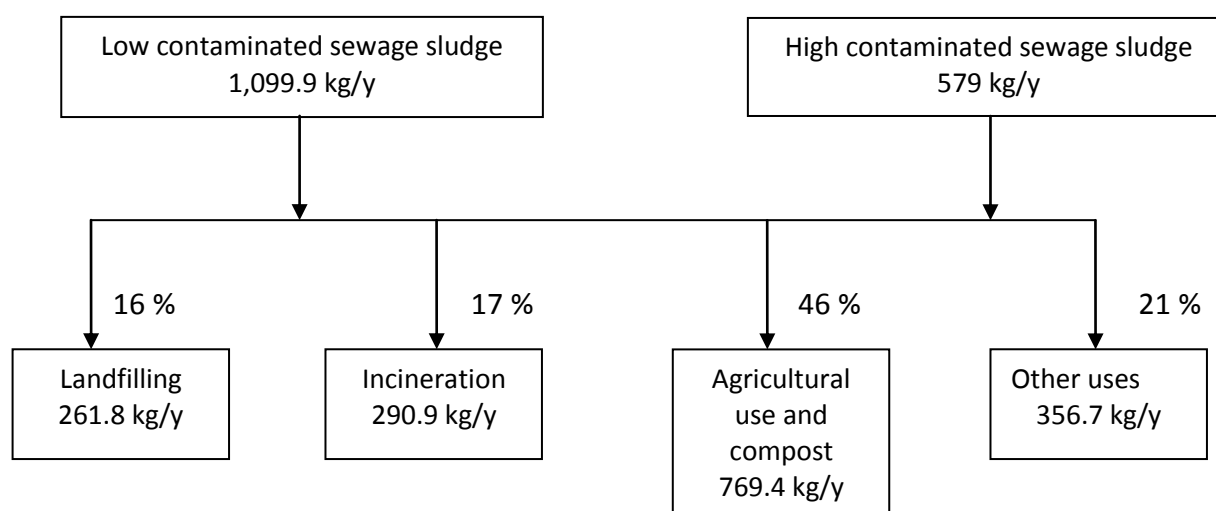 Low contaminated sewage sludge
1,099.9 kg/y
High contaminated sewage sludge
579 kg/y
16 %
17 %
46 %
21 %
Landfilling
261.8 kg/y
Incineration
290.9 kg/y
Agricultural
use and
compost
769.4 kg/y
Other uses
356.7 kg/y